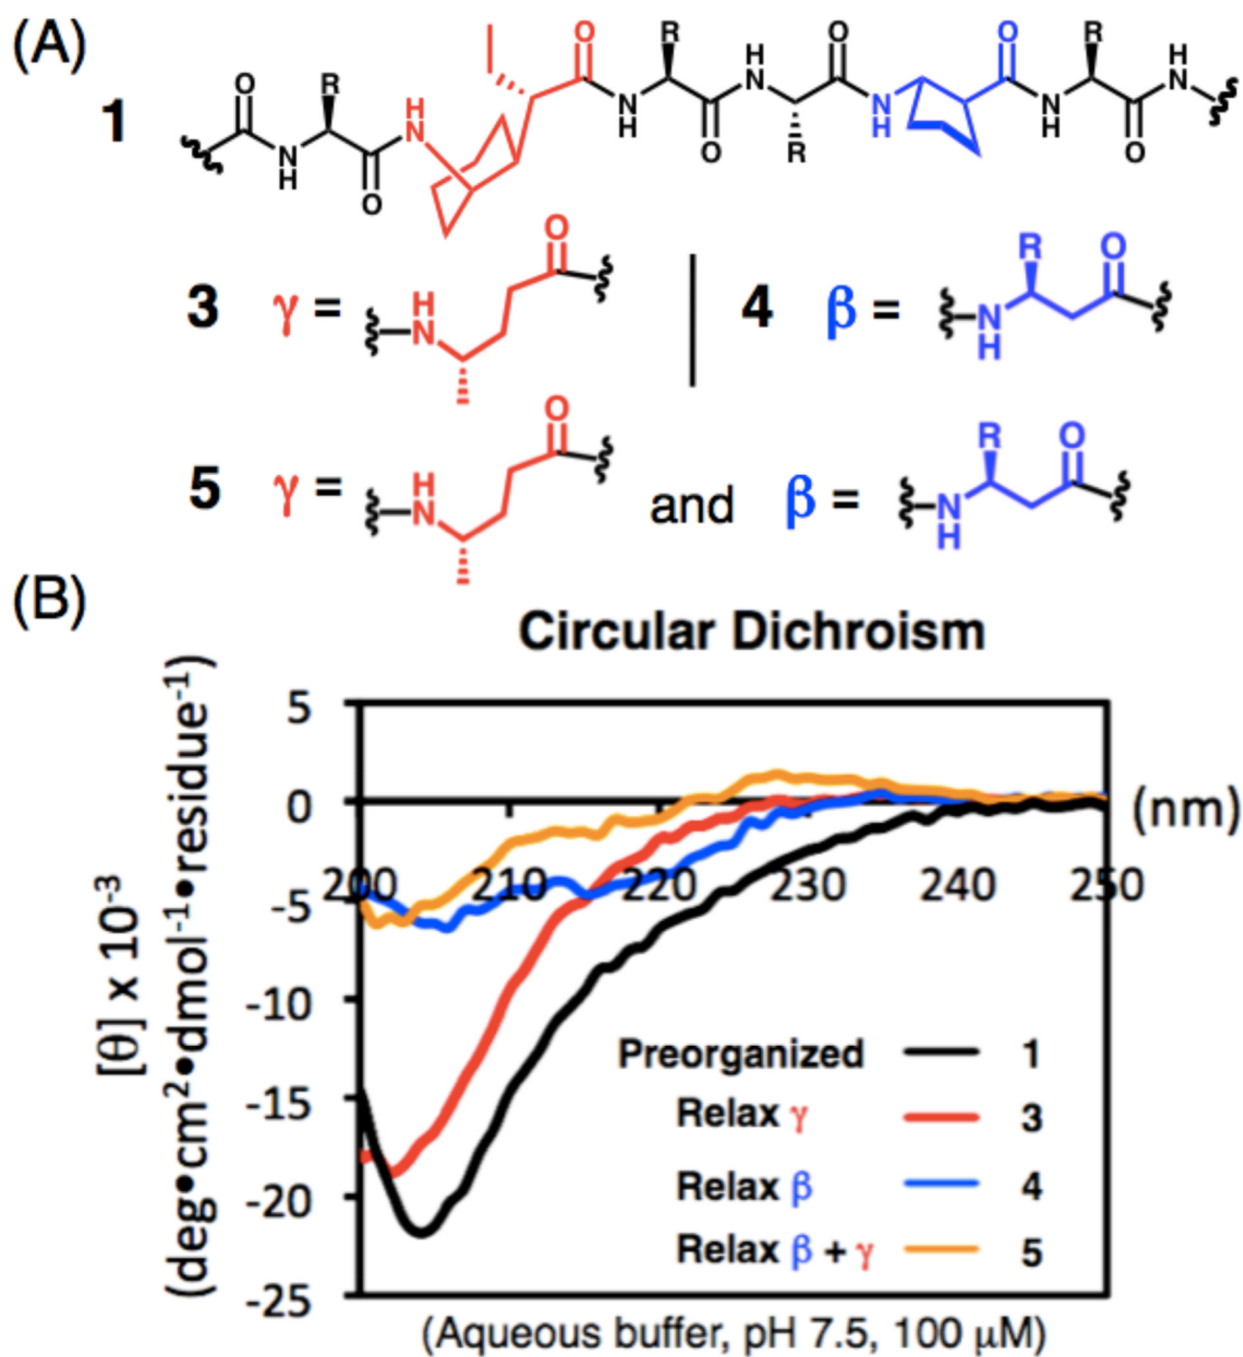 (A)
1
O R H N O R H N O R H N
N H O H N O R N H N H O
3 γ = H N O
4 β = R O N H
5 γ = H N O and β = R O N H
(B)
Circular Dichroism
[θ] x 10-3
(deg•cm2•dmol-1•residue-1)
5
0
-5
-10
-15
-20
-25
200 210 220 230 240 250
(nm)
Preorganized 1
Relax γ 3
Relax β 4
Relax β + γ 5
(Aqueous buffer, pH 7.5, 100 μM)